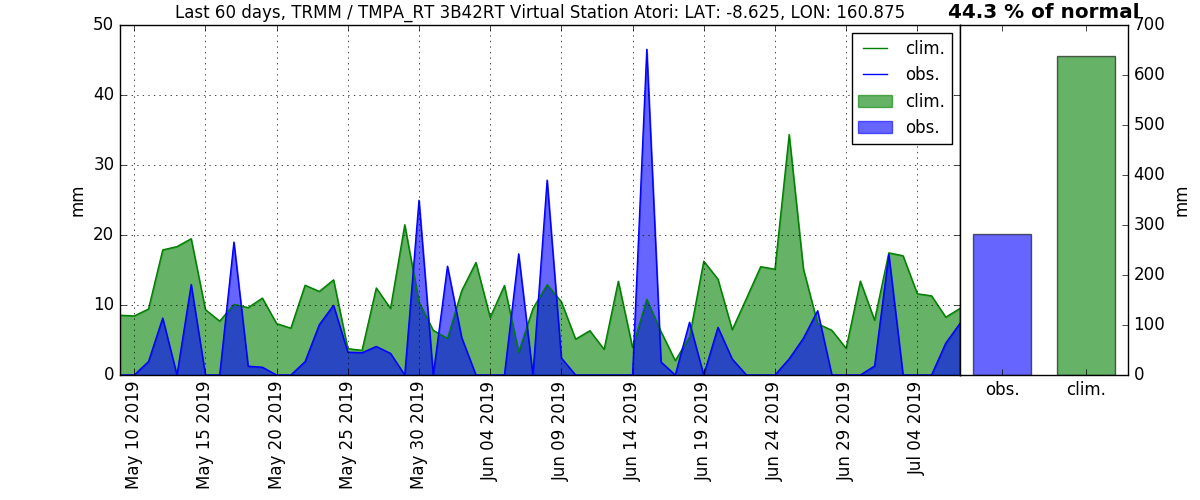 Last 60 days, TRMM / TMPA_RT 3B42RT Virtual Station Atori: LAT: -8.625, LON: 160.875
44.3 % of normal
50
40
30
20
10
0
mm
clim.
obs.
clim.
obs.
700
600
500
400
300
200
100
0
mm
May 10 2019
May 15 2019
May 20 2019
May 25 2019
May 30 2019
Jun 04 2019
Jun 09 2019
Jun 14 2019
Jun 19 2019
Jun 24 2019
Jun 29 2019
Jul 04 2019
obs.
clim.